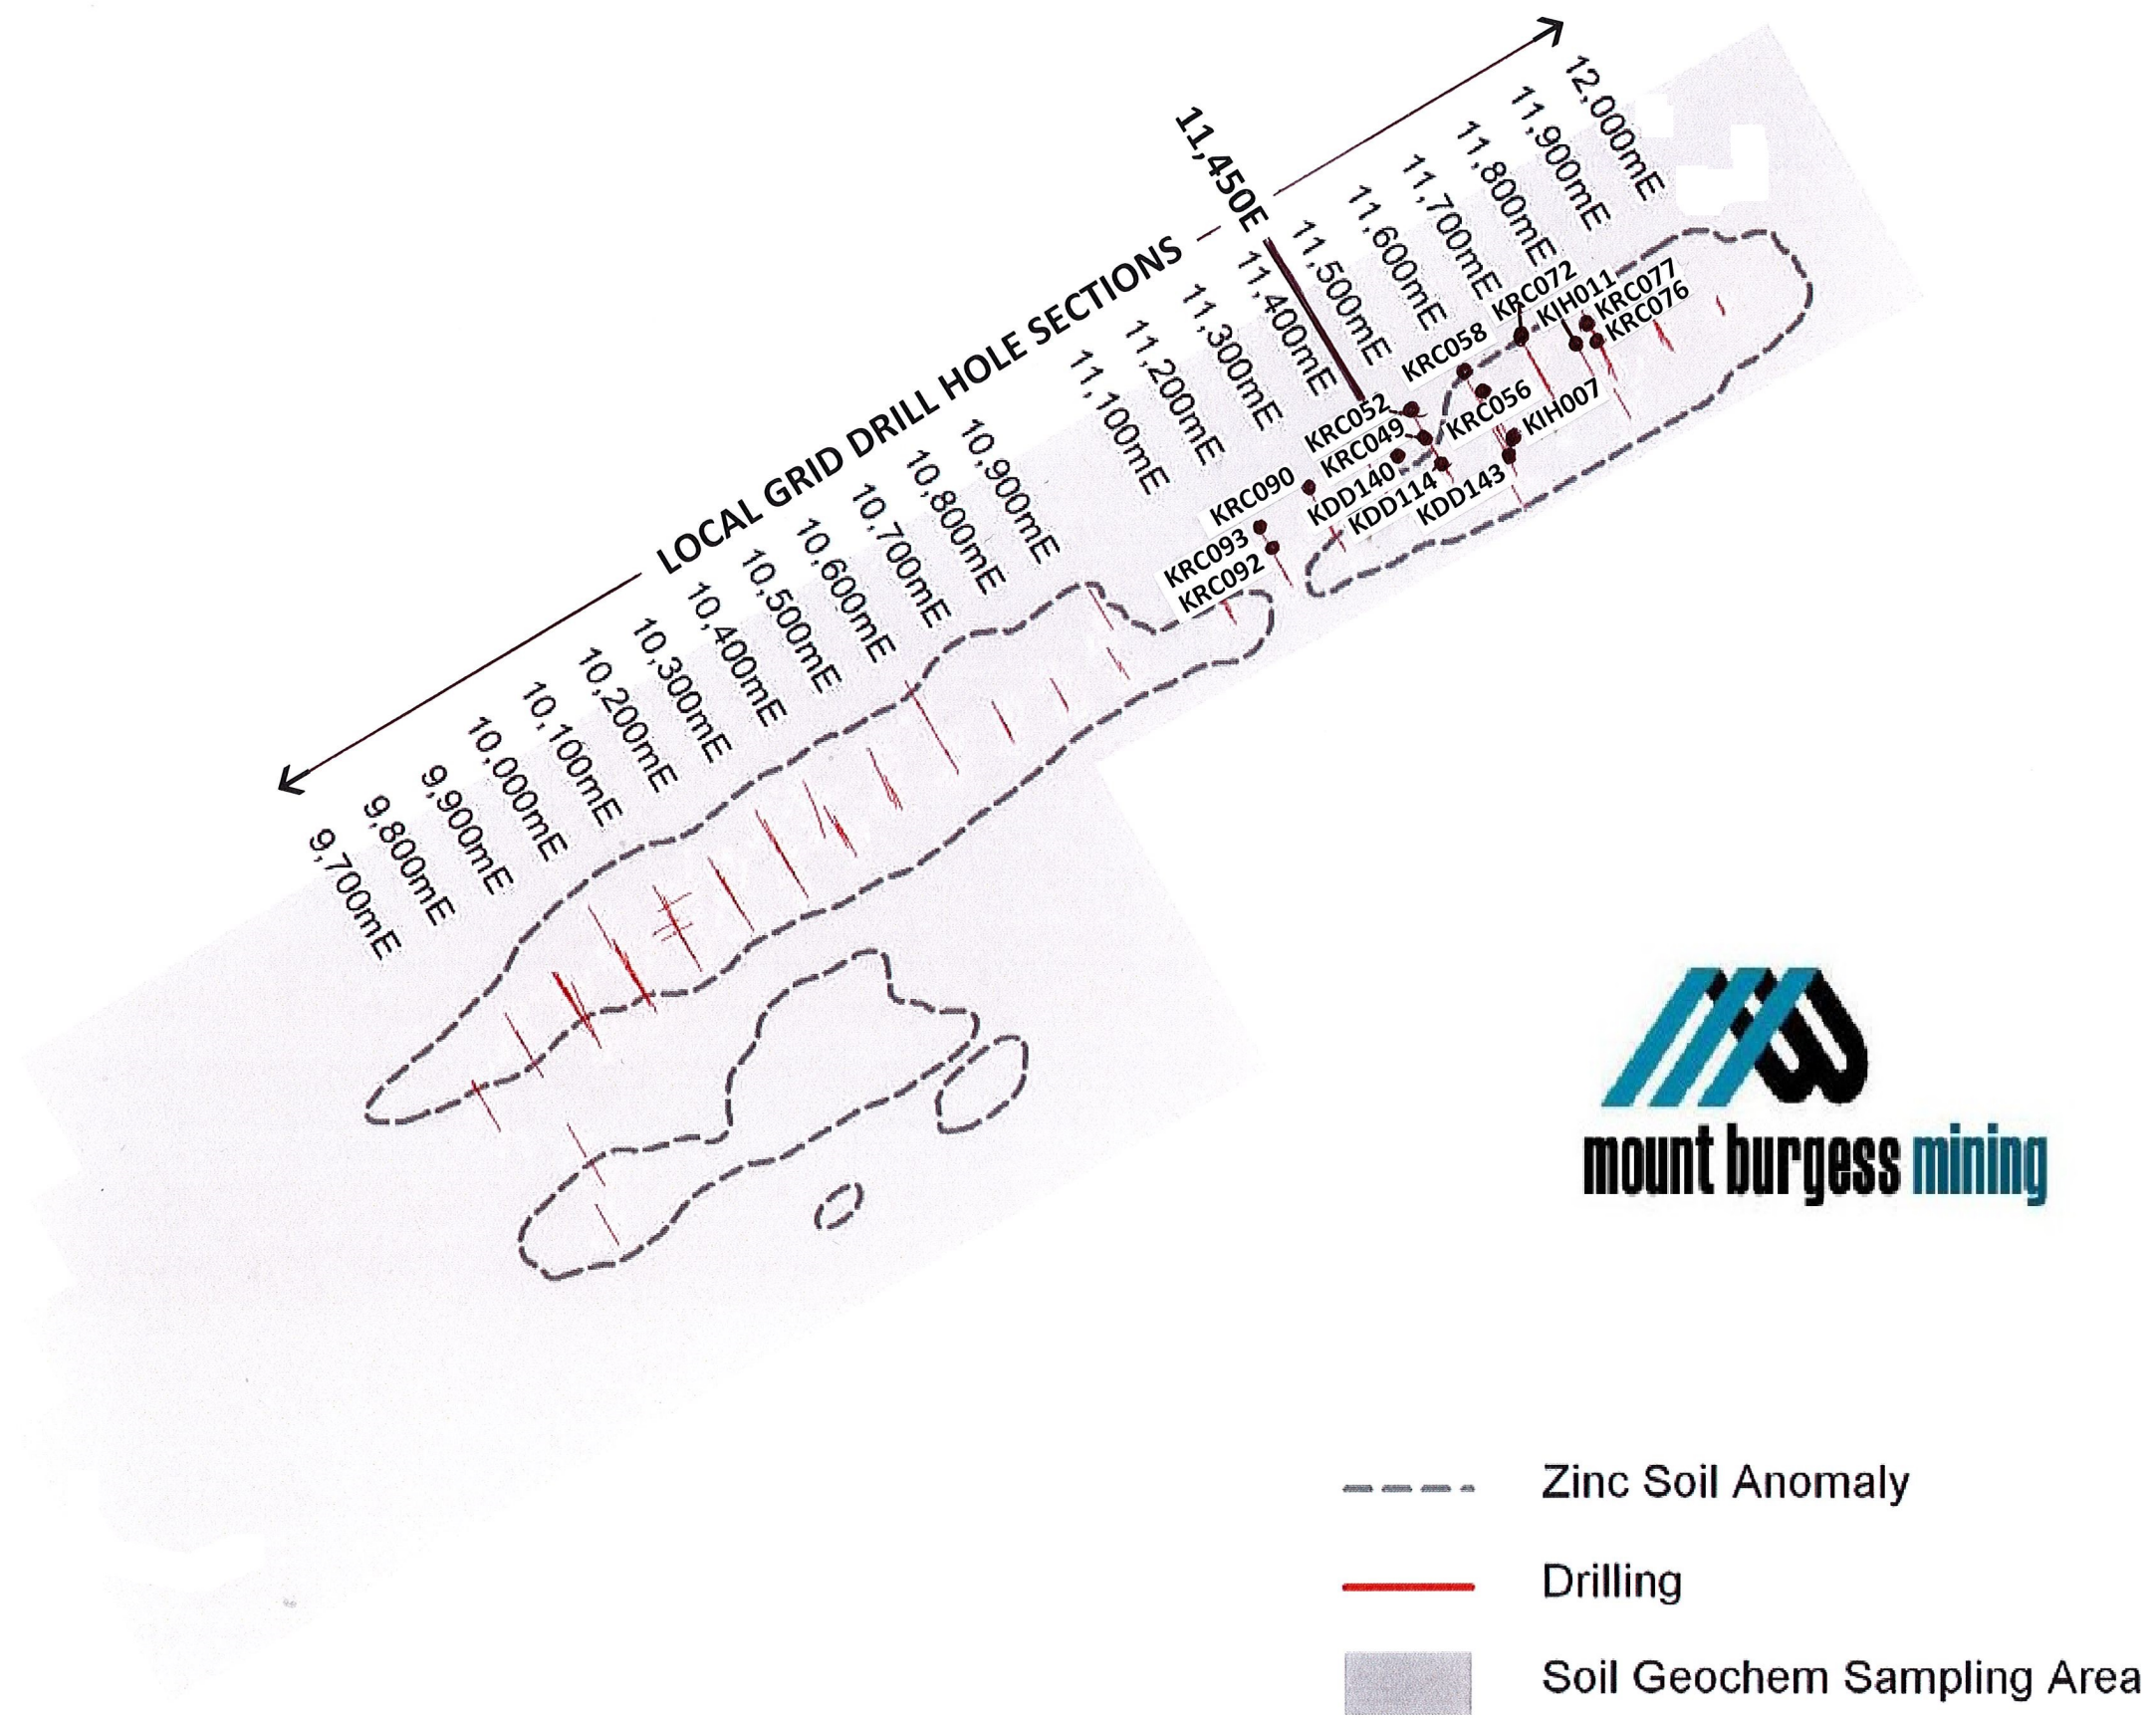 12,000mE
11,900mE
11,800mE
11,700mE
11,600mE
11,500mE
11,450E
11,400mE
11,300mE
11,200mE
11,100mE
10,900mE
10,800mE
10,700mE
10,600mE
10,500mE
10,400mE
10,300mE
10,200mE
10,100mE
10,000mE
9,900mE
9,800mE
9,700mE
LOCAL GRID DRILL HOLE SECTIONS
KRC072
KIH011
KRC077
KRC076
KRC058
KRC056
KIH007
KRC052
KRC049
KDD140
KDD114
KDD143
KRC090
KRC093
KRC092
mount burgess mining
Zinc Soil Anomaly
Drilling
Soil Geochem Sampling Area